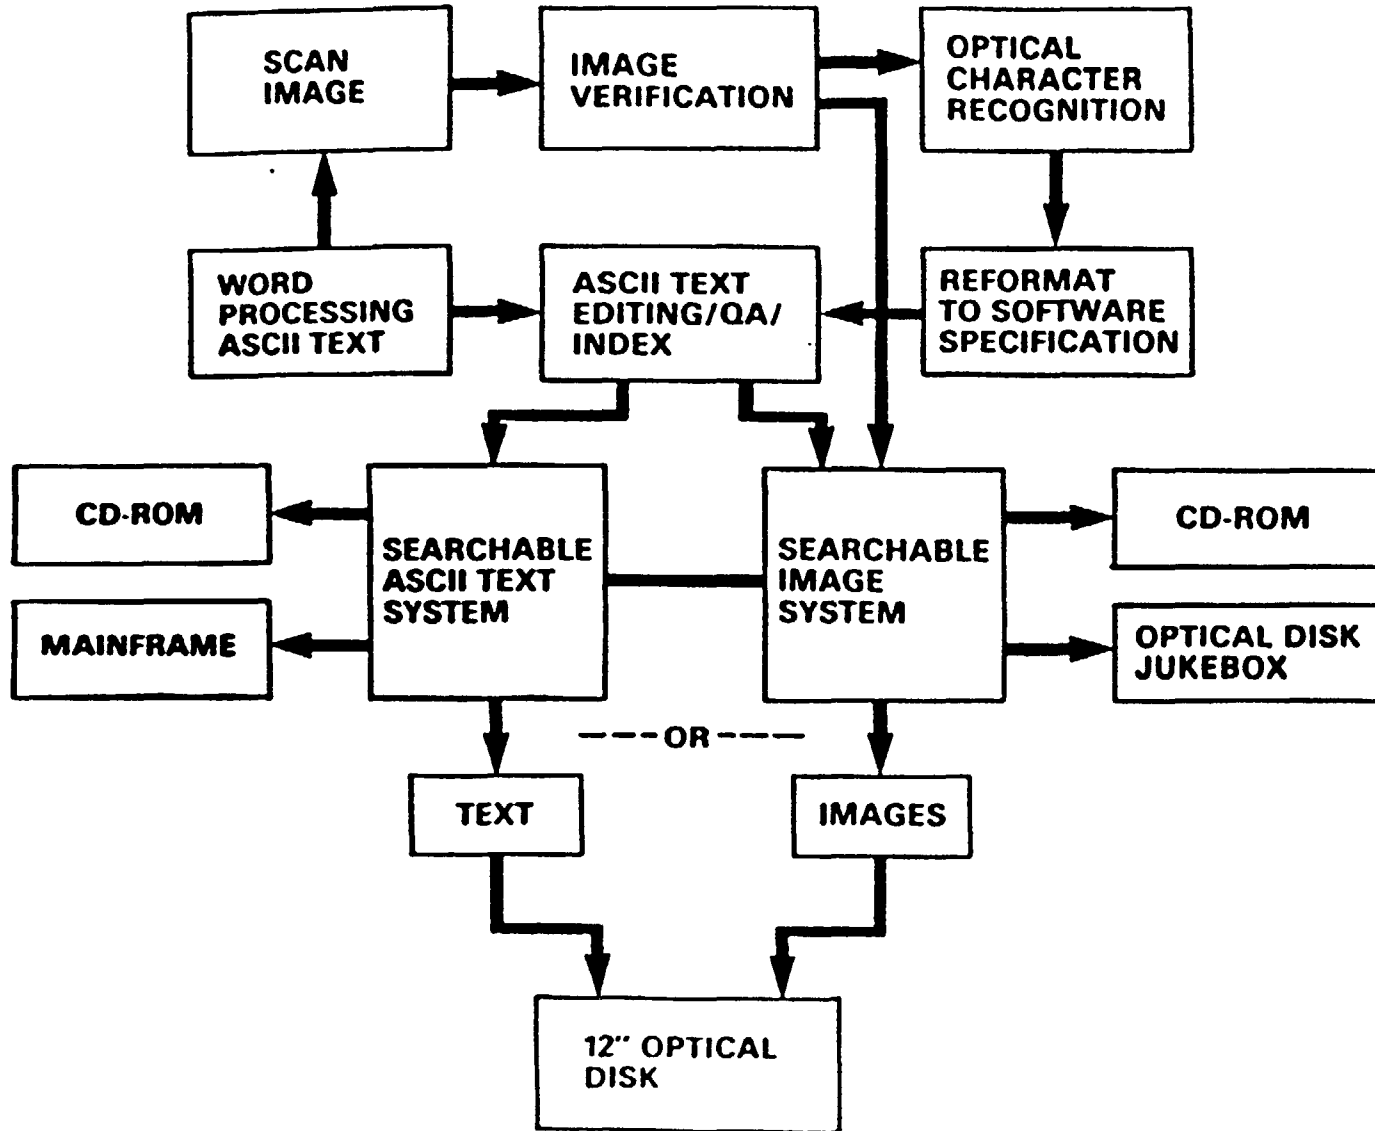 SCAN
IMAGE
IMAGE
VERIFICATION
OPTICAL
CHARACTER
RECOGNITION
WORD
PROCESSING
ASCII TEXT
ASCII TEXT
EDITING/QA/
INDEX
REFORMAT
TO SOFTWARE
SPECIFICATION
CD-ROM
SEARCHABLE
ASCII TEXT
SYSTEM
SEARCHABLE
IMAGE
SYSTEM
CD-ROM
MAINFRAME
OPTICAL DISK
JUKEBOX
----OR----
TEXT
IMAGES
12" OPTICAL
DISK